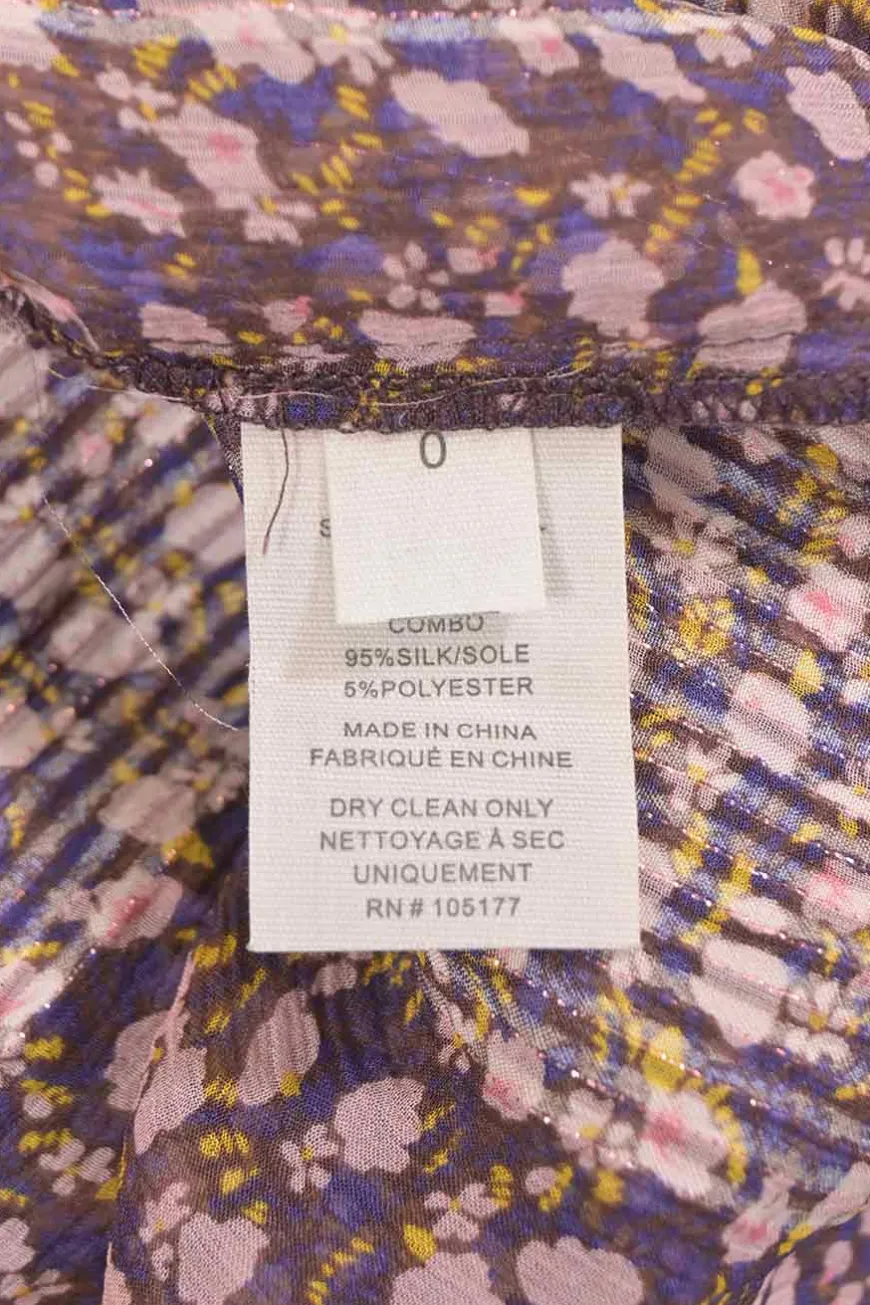 0
COMBO
95%SILK/SOLE
5%POLYESTER
MADE IN CHINA
FABRIQUÉ EN CHINE
DRY CLEAN ONLY
NETTOYAGE À SEC
UNIQUEMENT
RN # 105177